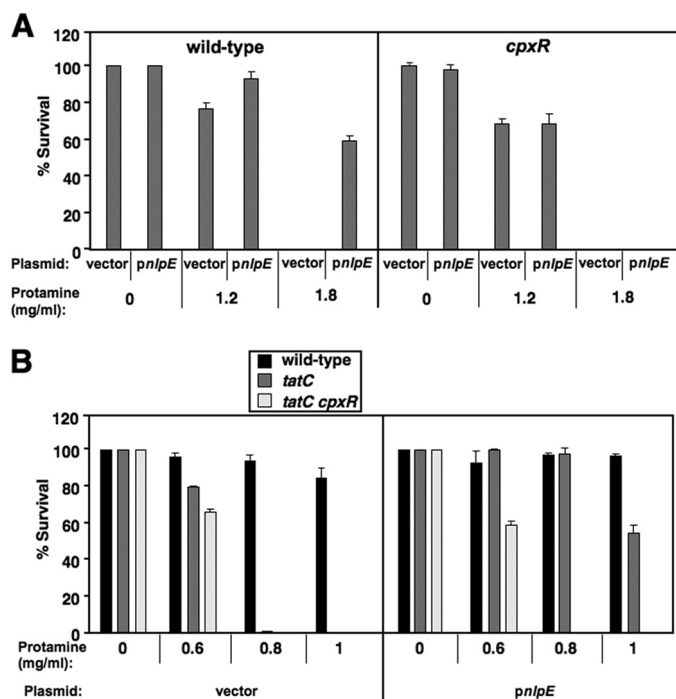 A
120
100
80
60
40
20
0
% Survival
wild-type
cpxR
Plasmid: vector pnlpE vector pnlpE vector pnlpE vector pnlpE vector pnlpE vector pnlpE
Protamine (mg/ml): 0 1.2 1.8 0 1.2 1.8
B
wild-type
tatC
tatC cpxR
120
100
80
60
40
20
0
% Survival
Protamine (mg/ml): 0 0.6 0.8 1 0 0.6 0.8 1
Plasmid: vector pnlpE